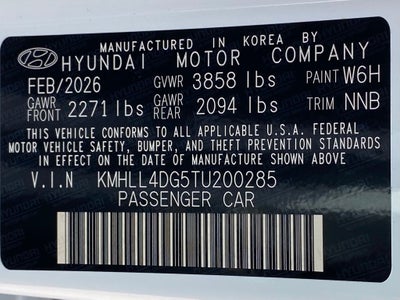 MANUFACTURED IN KOREA BY
HYUNDAI MOTOR COMPANY
FEB/2026 GVWR 3858 lbs PAINT W6H
GAWR FRONT 2271 lbs GAWR REAR 2094 lbs TRIM NNB
THIS VEHICLE CONFORMS TO ALL APPLICABLE U.S.A. FEDERAL
MOTOR VEHICLE SAFETY, BUMPER, AND THEFT PREVENTION STANDARDS
IN EFFECT ON THE DATE OF MANUFACTURE SHOWN ABOVE
V.I.N KMHLL4DG5TU200285
PASSENGER CAR